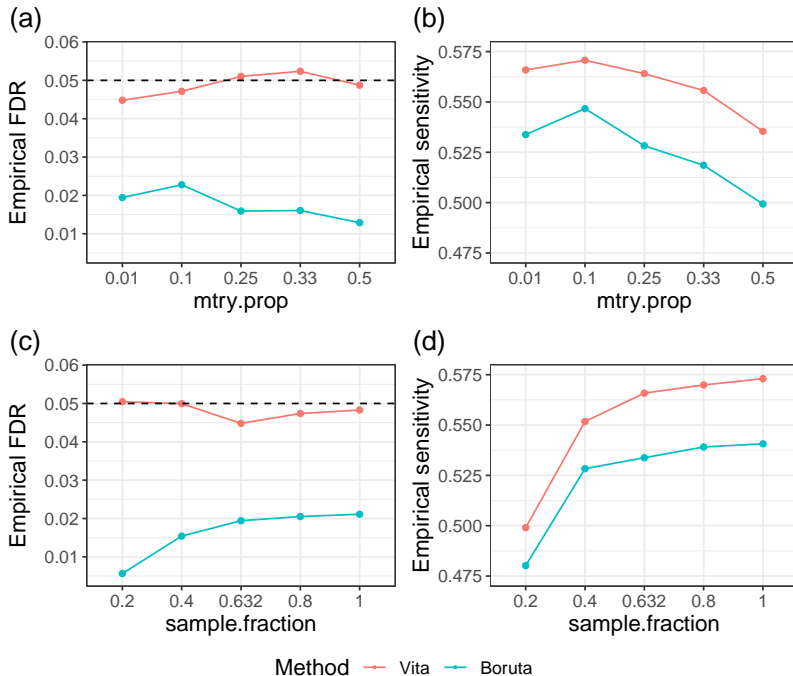 (a)
Empirical FDR
0.06
0.05
0.04
0.03
0.02
0.01
0.01 0.1 0.25 0.33 0.5
mtry.prop
(b)
Empirical sensitivity
0.575
0.550
0.525
0.500
0.475
0.01 0.1 0.25 0.33 0.5
mtry.prop
(c)
Empirical FDR
0.06
0.05
0.04
0.03
0.02
0.01
0.2 0.4 0.632 0.8 1
sample.fraction
(d)
Empirical sensitivity
0.575
0.550
0.525
0.500
0.475
0.2 0.4 0.632 0.8 1
sample.fraction
Method Vita Boruta